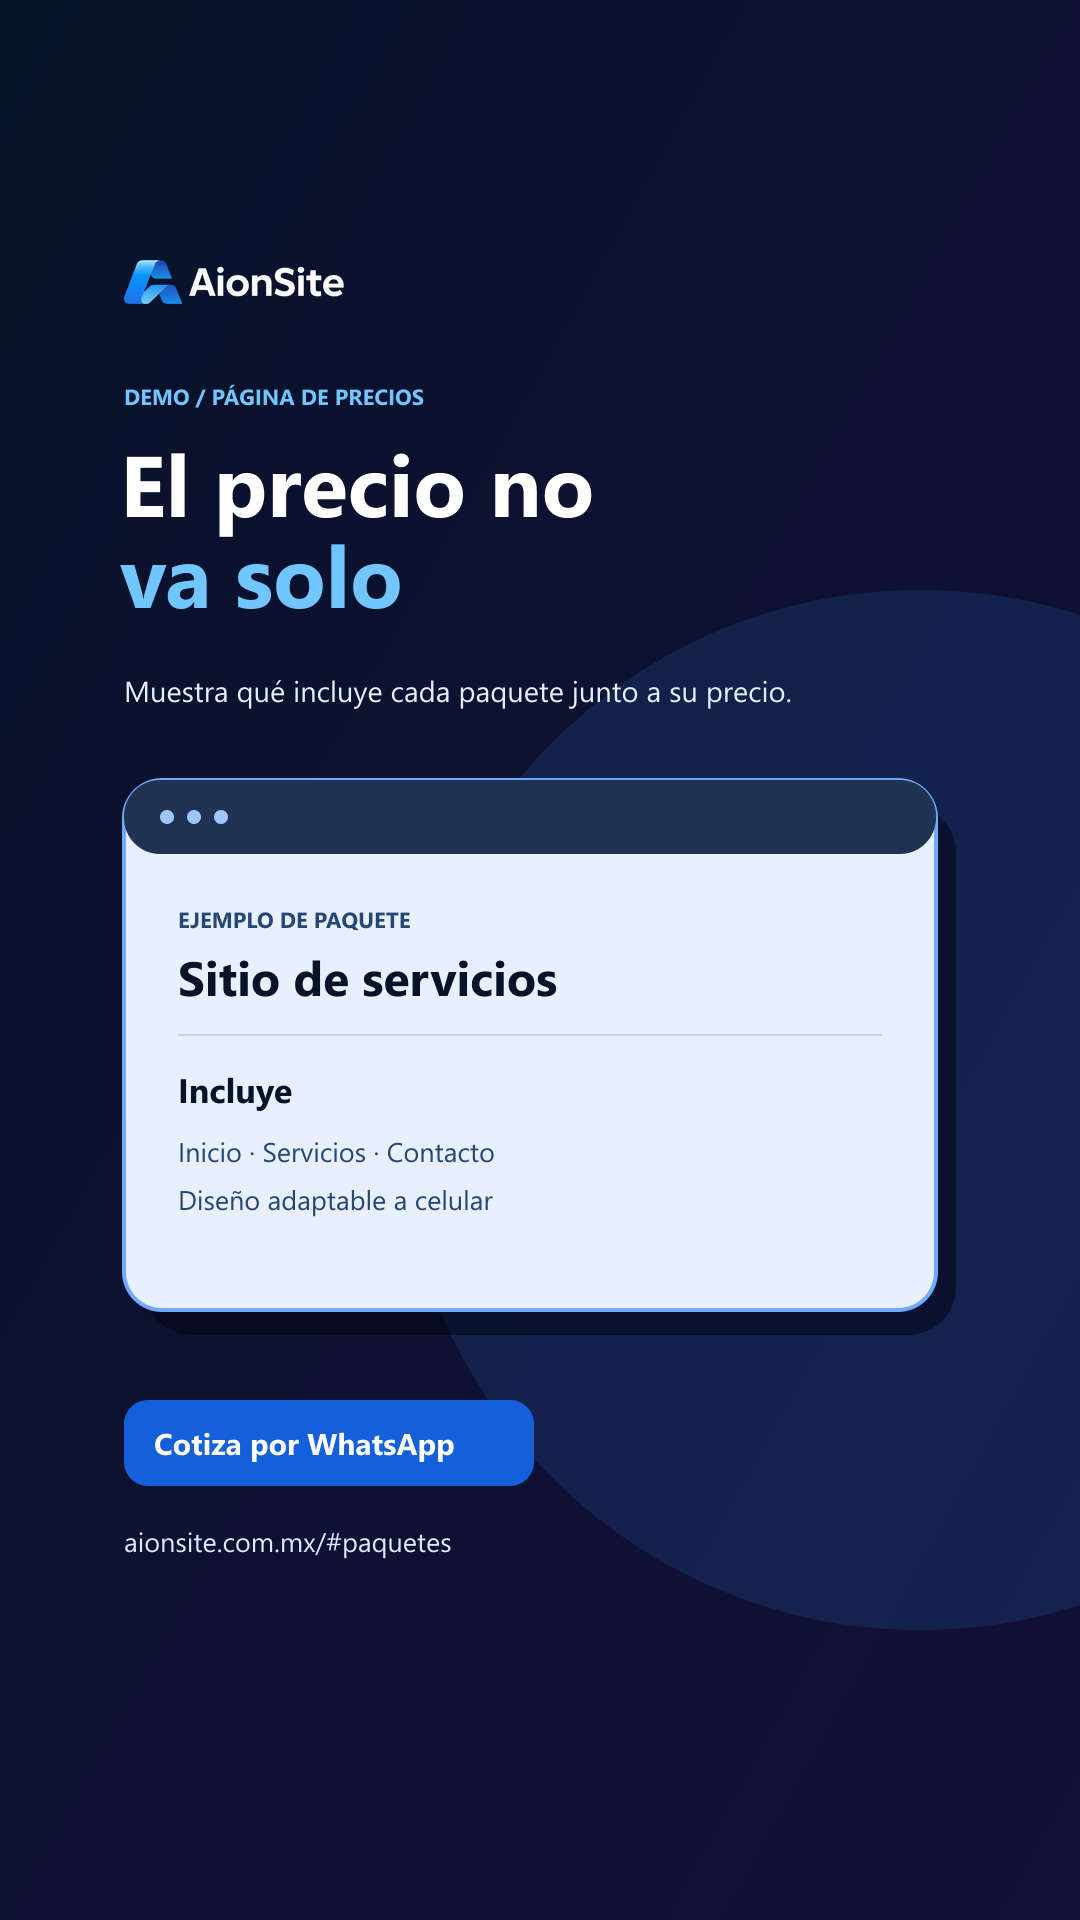 AionSite
DEMO / PÁGINA DE PRECIOS
El precio no
va solo
Muestra qué incluye cada paquete junto a su precio.
EJEMPLO DE PAQUETE
Sitio de servicios
Incluye
Inicio · Servicios · Contacto
Diseño adaptable a celular
Cotiza por WhatsApp
aionsite.com.mx/#paquetes